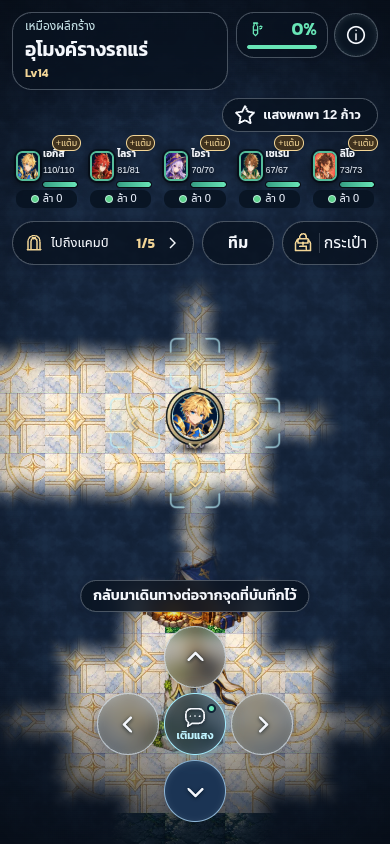 เหมืองผลึกร้าง
อุโมงค์รางรถแร่
Lv14
0%
แสงพกพา 12 ก้าว
+แต้ม +แต้ม +แต้ม +แต้ม +แต้ม
เอกิล ไลรา ไอรา เซเรน ลีโอ
110/110 81/81 70/70 67/67 73/73
ล้า 0 ล้า 0 ล้า 0 ล้า 0 ล้า 0
ไปถึงแคมป์ 1/5
ทีม
กระเป๋า
กลับมาเดินทางต่อจากจุดที่บันทึกไว้
เติมแสง